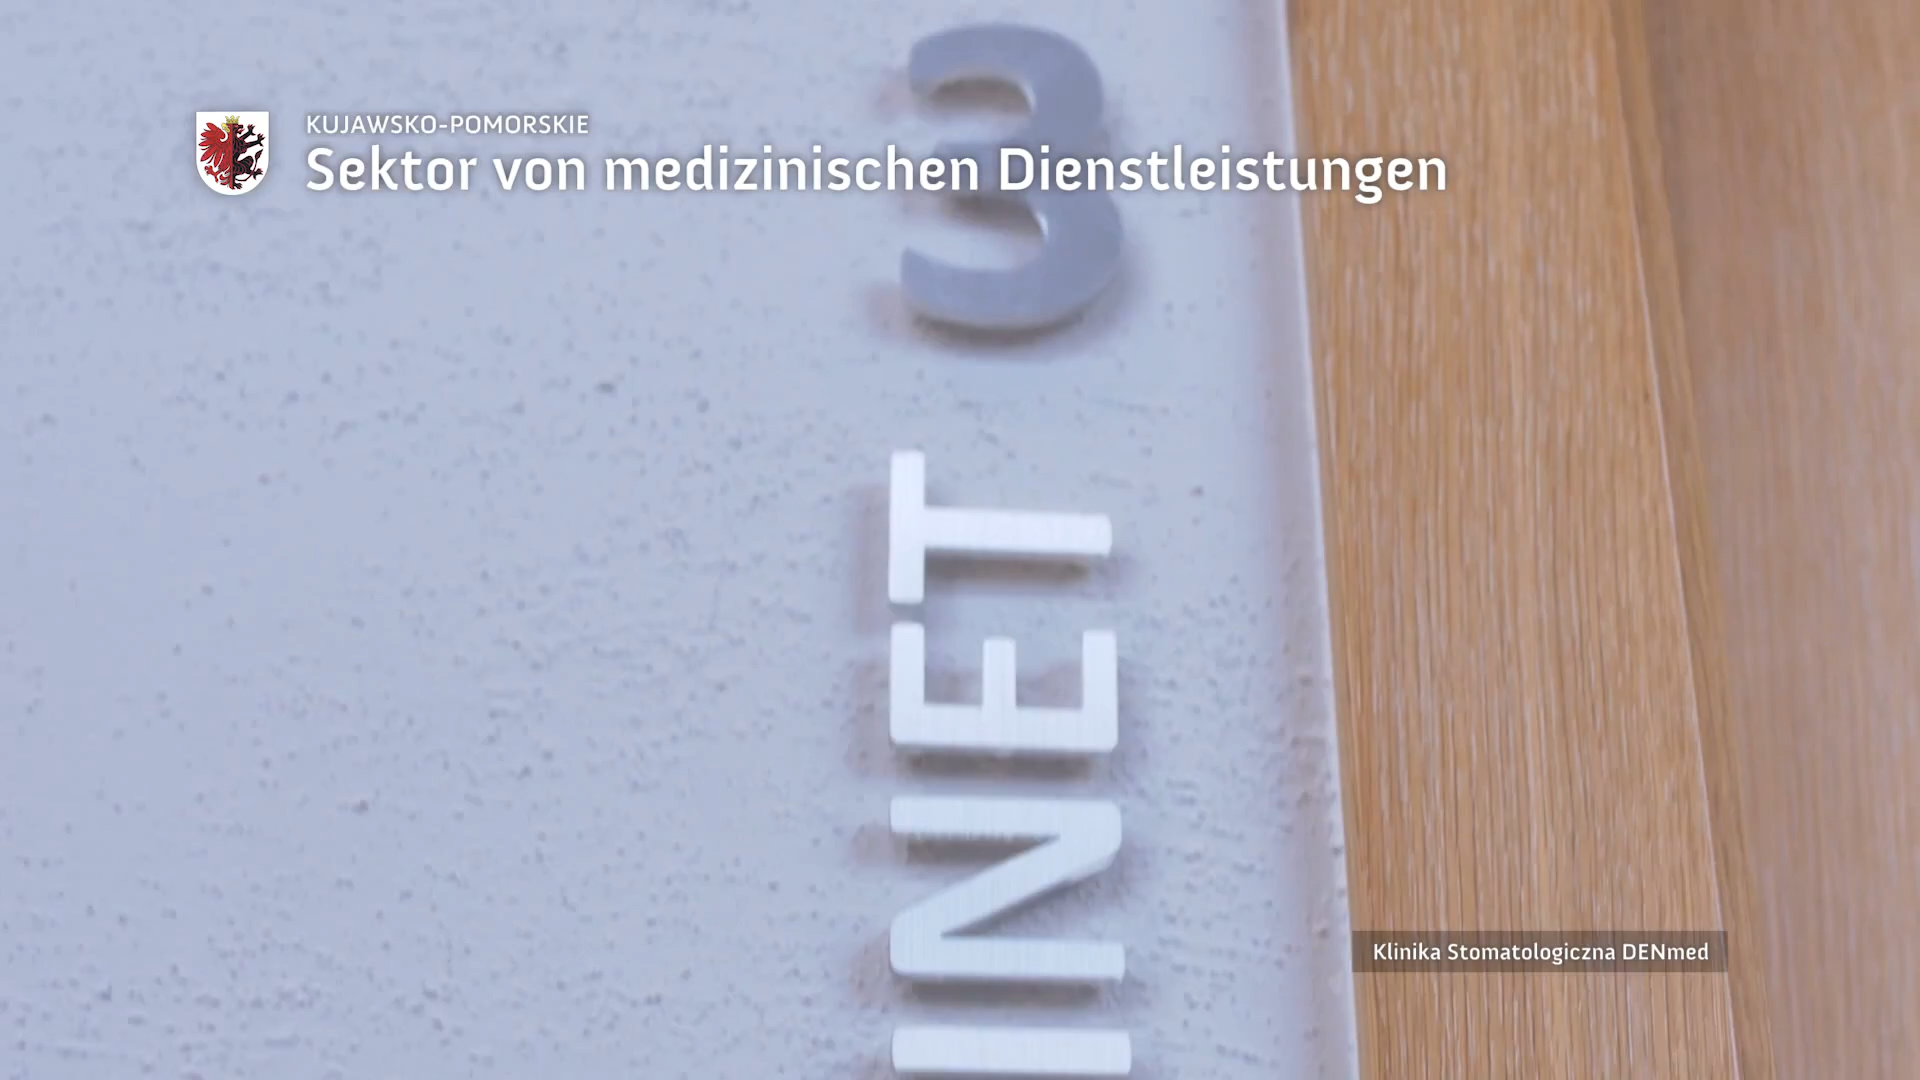 KUJAWSKO-POMORSKIE
Sektor von medizinischen Dienstleistungen
INET 3
Klinika Stomatologiczna DENmed